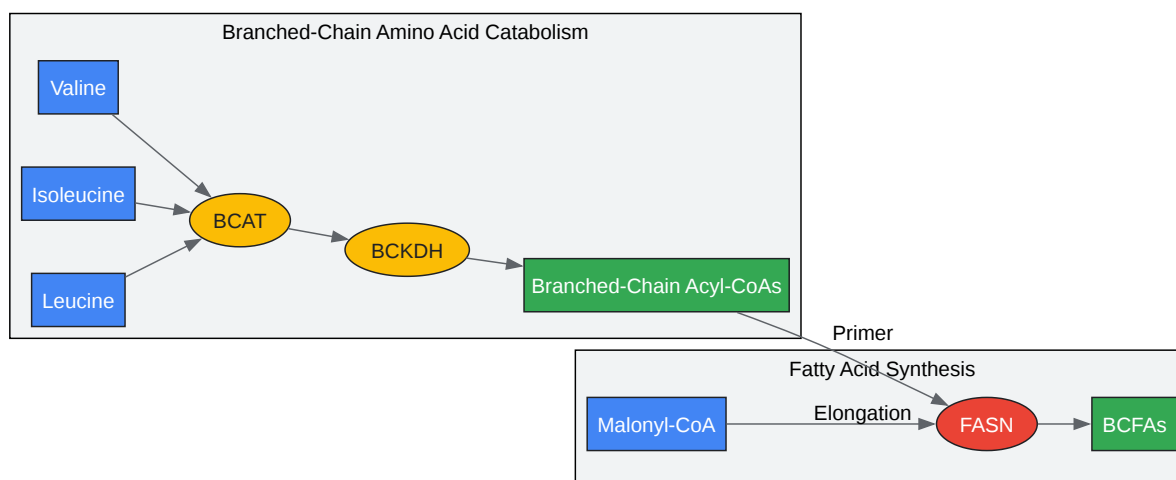 Branched-Chain Amino Acid Catabolism
Valine
Isoleucine
Leucine
BCAT
BCKDH
Branched-Chain Acyl-CoAs
Primer
Fatty Acid Synthesis
Malonyl-CoA
Elongation
FASN
BCFAs